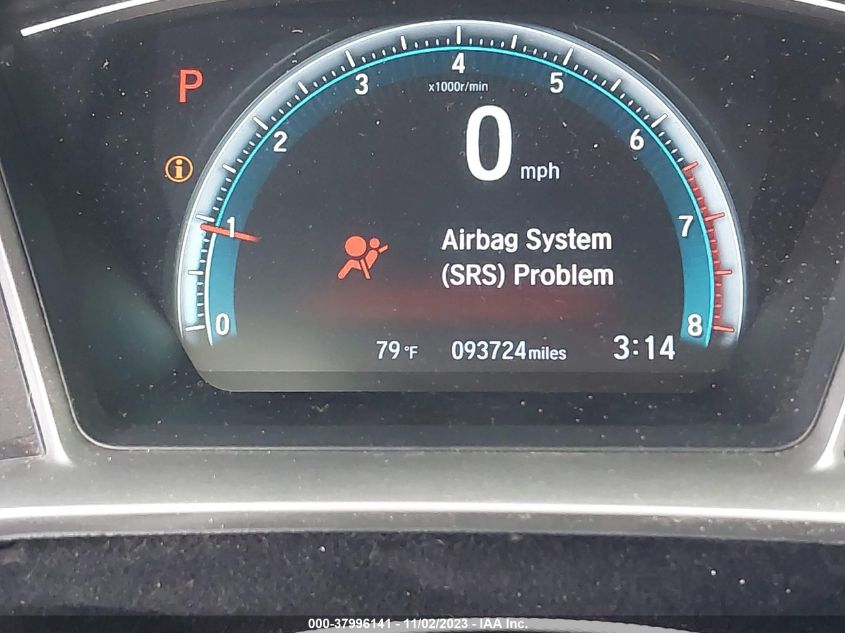 4
3 5
x1000r/min
P
2 6
0 mph
i
1 7
Airbag System
(SRS) Problem
0 8
79 °F 093724 miles 3:14
000-37996141 - 11/02/2023 - IAA Inc.